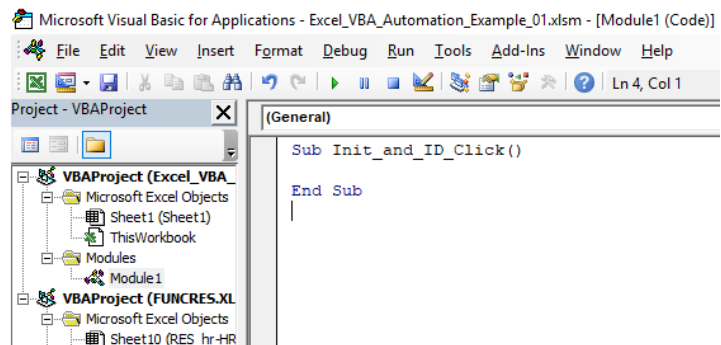 Microsoft Visual Basic for Applications - Excel_VBA_Automation_Example_01.xlsm - [Module1 (Code)]
File Edit View Insert Format Debug Run Tools Add-Ins Window Help
Ln 4, Col 1
Project - VBAProject
(General)
VBAProject (Excel_VBA_
Microsoft Excel Objects
Sheet1 (Sheet1)
ThisWorkbook
Modules
Module1
VBAProject (FUNCRES.XL
Microsoft Excel Objects
Sheet10 (RES_hr-HR
Sub Init_and_ID_Click()
End Sub